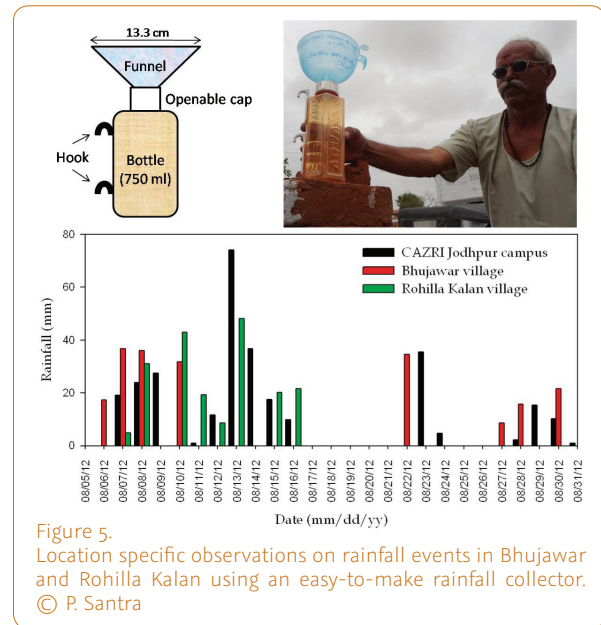 13.3 cm
Funnel
Openable cap
Hook
Bottle
(750 ml)
CAZRI Jodhpur campus
Bhujawar village
Rohilla Kalan village
Rainfall (mm)
80
60
40
20
0
08/05/12
08/06/12
08/07/12
08/08/12
08/09/12
08/10/12
08/11/12
08/12/12
08/13/12
08/14/12
08/15/12
08/16/12
08/17/12
08/18/12
08/19/12
08/20/12
08/21/12
08/22/12
08/23/12
08/24/12
08/25/12
08/26/12
08/27/12
08/28/12
08/29/12
08/30/12
08/31/12
Date (mm/dd/yy)
Figure 5.
Location specific observations on rainfall events in Bhujawar
and Rohilla Kalan using an easy-to-make rainfall collector.
© P. Santra